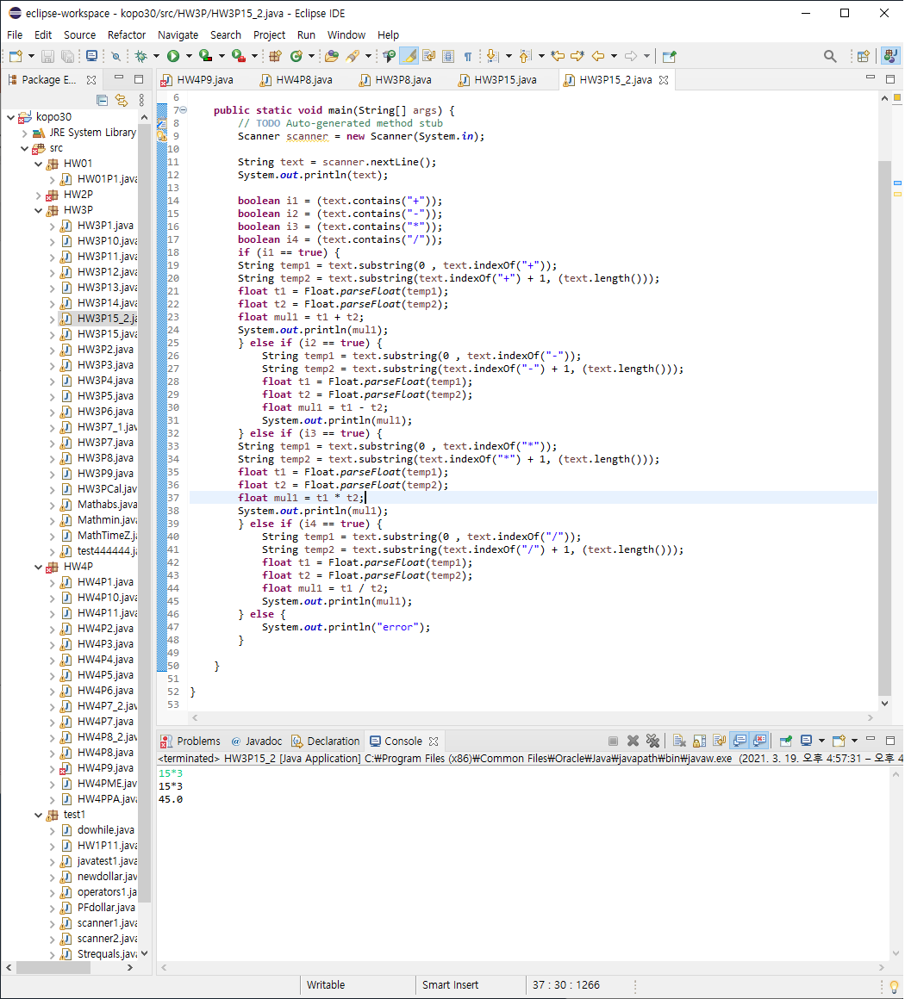 eclipse-workspace - kopo30/src/HW3P/HW3P15_2.java - Eclipse IDE
File Edit Source Refactor Navigate Search Project Run Window Help
Package E...
HW4P9.java HW4P8.java HW3P8.java HW3P15.java HW3P15_2.java
kopo30
JRE System Library
src
HW01
HW01P1.java
HW2P
HW3P
HW3P1.java
HW3P10.java
HW3P11.java
HW3P12.java
HW3P13.java
HW3P14.java
HW3P15_2.ja
HW3P15.java
HW3P2.java
HW3P3.java
HW3P4.java
HW3P5.java
HW3P6.java
HW3P7_1.jav
HW3P7.java
HW3P8.java
HW3P9.java
HW3PCal.jav
Mathabs.java
Mathmin.java
MathTimeZ.j
test444444.ja
HW4P
HW4P1.java
HW4P10.java
HW4P11.java
HW4P2.java
HW4P3.java
HW4P4.java
HW4P5.java
HW4P6.java
HW4P7_2.jav
HW4P7.java
HW4P8_2.jav
HW4P8.java
HW4P9.java
HW4PME.jav
HW4PPA.java
test1
dowhile.java
HW1P11.java
javatest1.java
newdollar.jav
operators1.ja
PFdollar.java
scanner1.java
scanner2.java
Strequals.java
6
7 public static void main(String[] args) {
8 // TODO Auto-generated method stub
9 Scanner scanner = new Scanner(System.in);
10
11 String text = scanner.nextLine();
12 System.out.println(text);
13
14 boolean i1 = (text.contains("+"));
15 boolean i2 = (text.contains("-"));
16 boolean i3 = (text.contains("*"));
17 boolean i4 = (text.contains("/"));
18 if (i1 == true) {
19 String temp1 = text.substring(0 , text.indexOf("+"));
20 String temp2 = text.substring(text.indexOf("+") + 1, (text.length()));
21 float t1 = Float.parseFloat(temp1);
22 float t2 = Float.parseFloat(temp2);
23 float mul1 = t1 + t2;
24 System.out.println(mul1);
25 } else if (i2 == true) {
26 String temp1 = text.substring(0 , text.indexOf("-"));
27 String temp2 = text.substring(text.indexOf("-") + 1, (text.length()));
28 float t1 = Float.parseFloat(temp1);
29 float t2 = Float.parseFloat(temp2);
30 float mul1 = t1 - t2;
31 System.out.println(mul1);
32 } else if (i3 == true) {
33 String temp1 = text.substring(0 , text.indexOf("*"));
34 String temp2 = text.substring(text.indexOf("*") + 1, (text.length()));
35 float t1 = Float.parseFloat(temp1);
36 float t2 = Float.parseFloat(temp2);
37 float mul1 = t1 * t2;
38 System.out.println(mul1);
39 } else if (i4 == true) {
40 String temp1 = text.substring(0 , text.indexOf("/"));
41 String temp2 = text.substring(text.indexOf("/") + 1, (text.length()));
42 float t1 = Float.parseFloat(temp1);
43 float t2 = Float.parseFloat(temp2);
44 float mul1 = t1 / t2;
45 System.out.println(mul1);
46 } else {
47 System.out.println("error");
48 }
49
50 }
51
52 }
53
Problems @ Javadoc Declaration Console
<terminated> HW3P15_2 [Java Application] C:₩Program Files (x86)₩Common Files₩Oracle₩Java₩javapath₩bin₩javaw.exe (2021. 3. 19. 오후 4:57:31 – 오후 4
15*3
15*3
45.0
Writable Smart Insert 37 : 30 : 1266